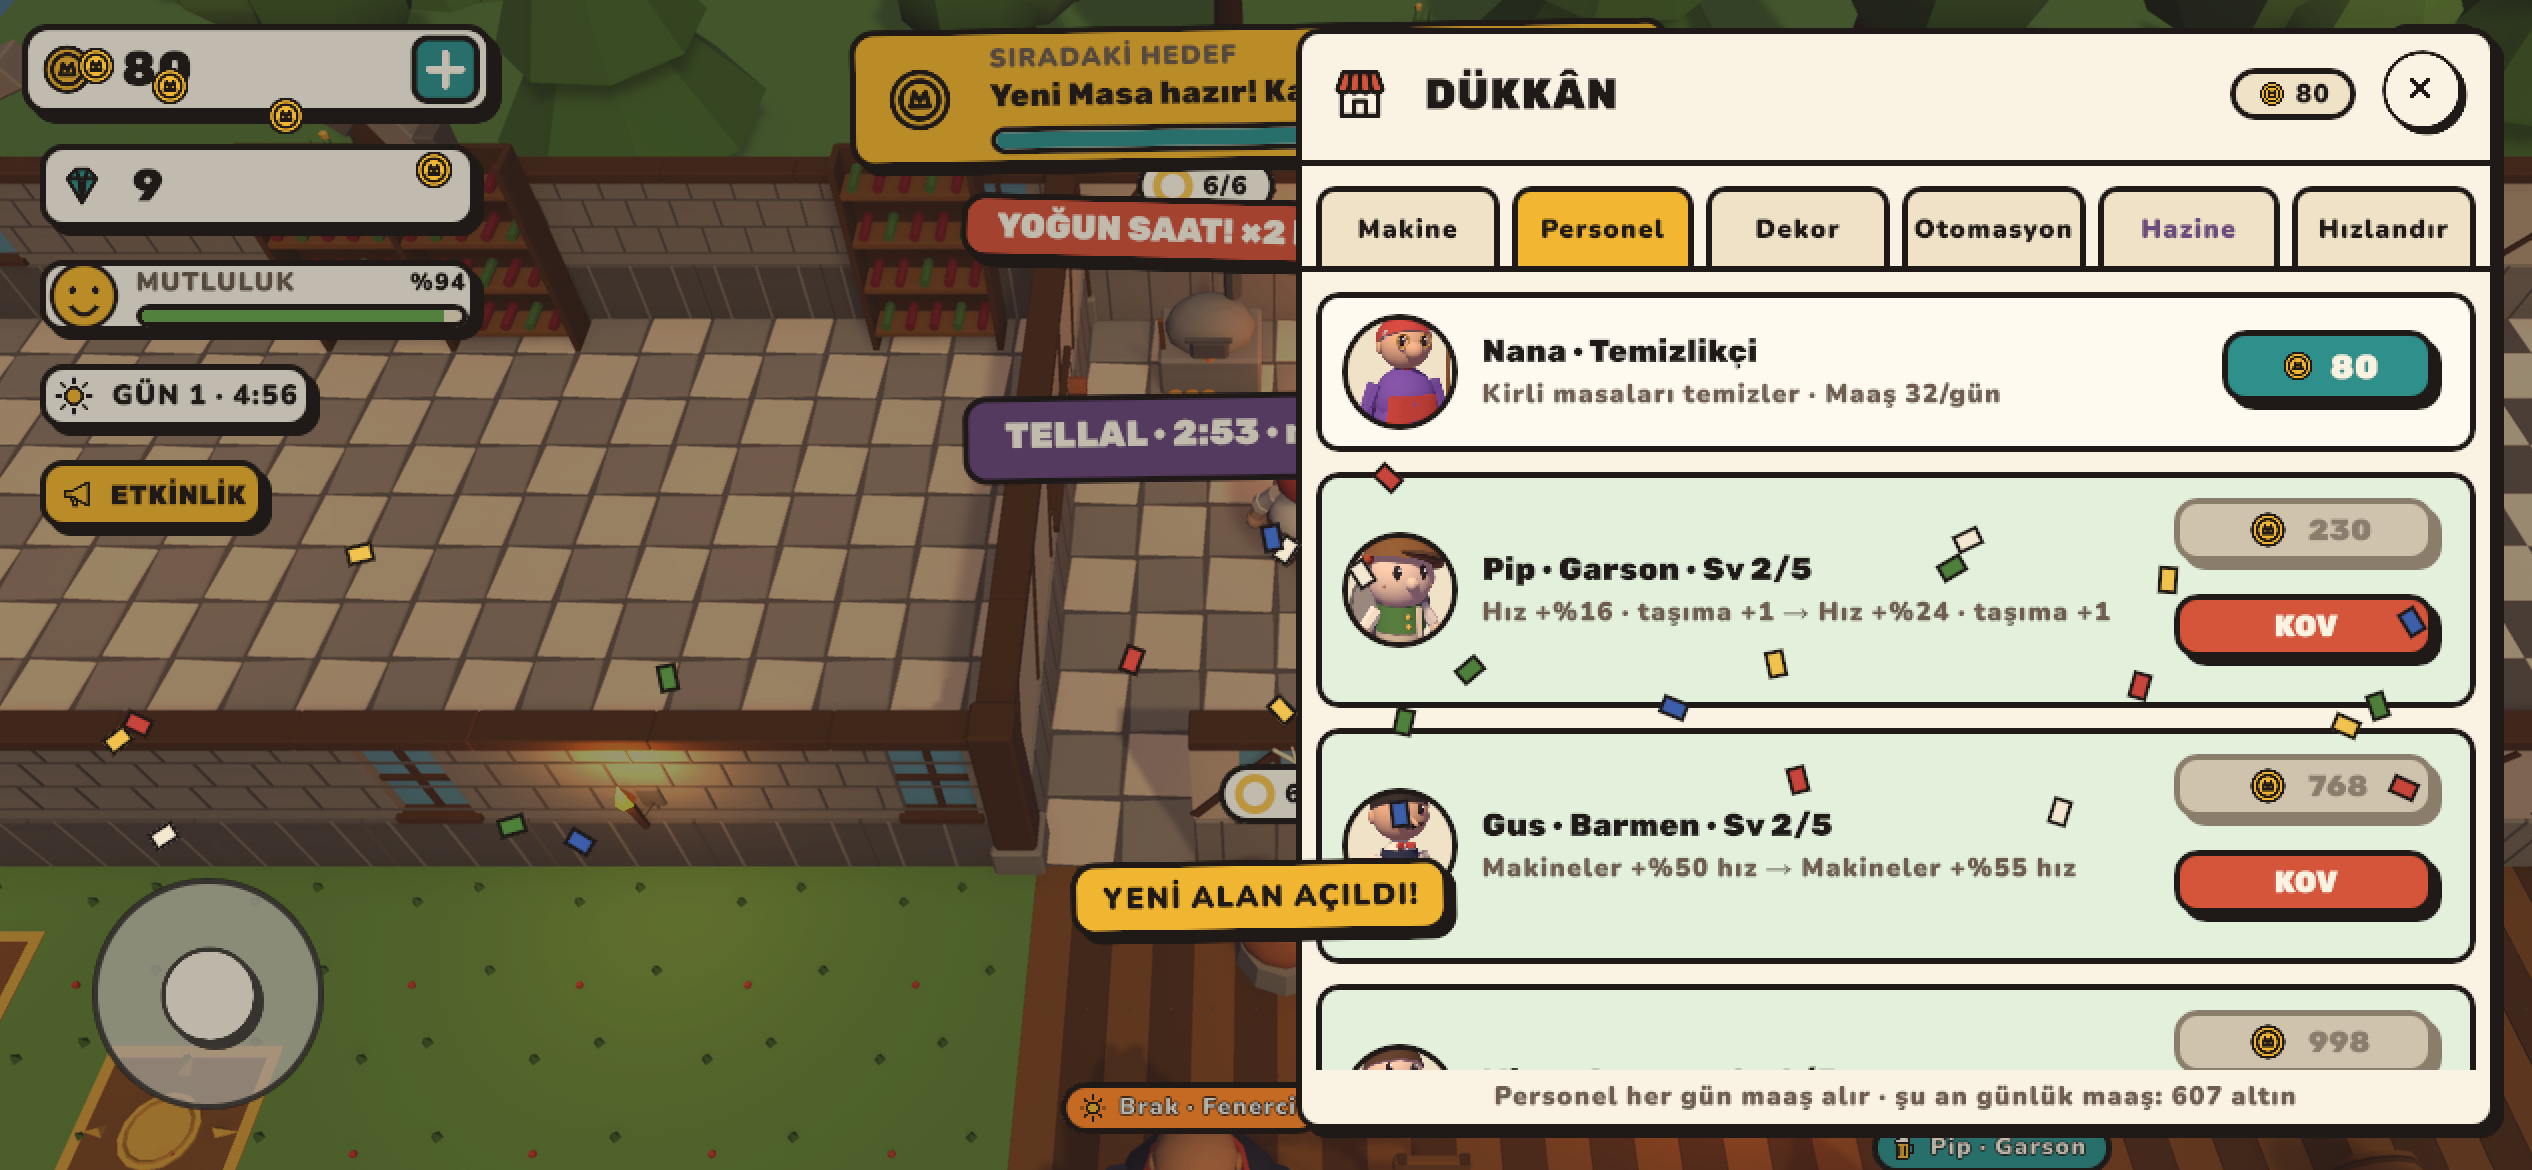 80
9
MUTLULUK %94
GÜN 1 · 4:56
ETKİNLİK
SIRADAKİ HEDEF
Yeni Masa hazır!
6/6
YOĞUN SAAT! ×2
TELLAL · 2:53 ·
YENİ ALAN AÇILDI!
Brak · Fenerci
DÜKKÂN
80
Makine
Personel
Dekor
Otomasyon
Hazine
Hızlandır
Nana · Temizlikçi
Kirli masaları temizler · Maaş 32/gün
80
Pip · Garson · Sv 2/5
Hız +%16 · taşıma +1 → Hız +%24 · taşıma +1
230
KOV
Gus · Barmen · Sv 2/5
Makineler +%50 hız → Makineler +%55 hız
768
KOV
998
Personel her gün maaş alır · şu an günlük maaş: 607 altın
Pip · Garson